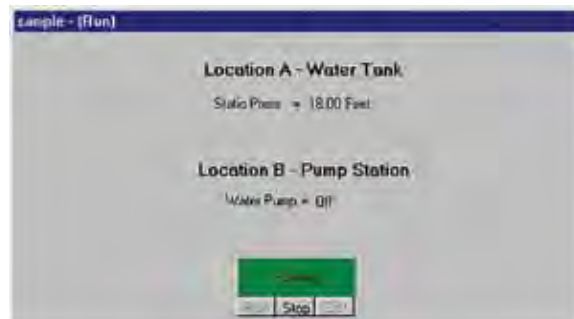 sample - (Run)
Location A - Water Tank
Static Press = 18.00 Feet
Location B - Pump Station
Water Pump = Off
Stop